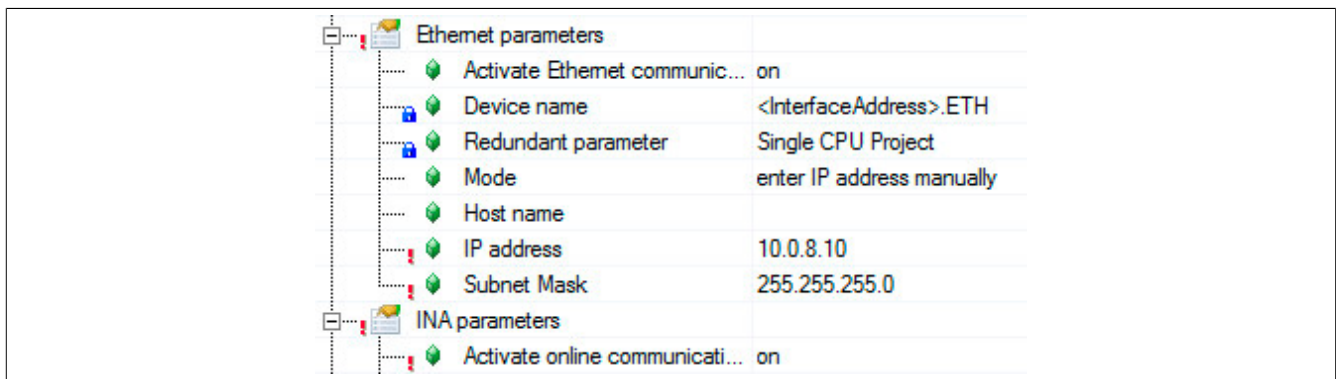 Ethernet parameters
Activate Ethernet communic... on
Device name <InterfaceAddress>.ETH
Redundant parameter Single CPU Project
Mode enter IP address manually
Host name
IP address 10.0.8.10
Subnet Mask 255.255.255.0
INA parameters
Activate online communicati... on